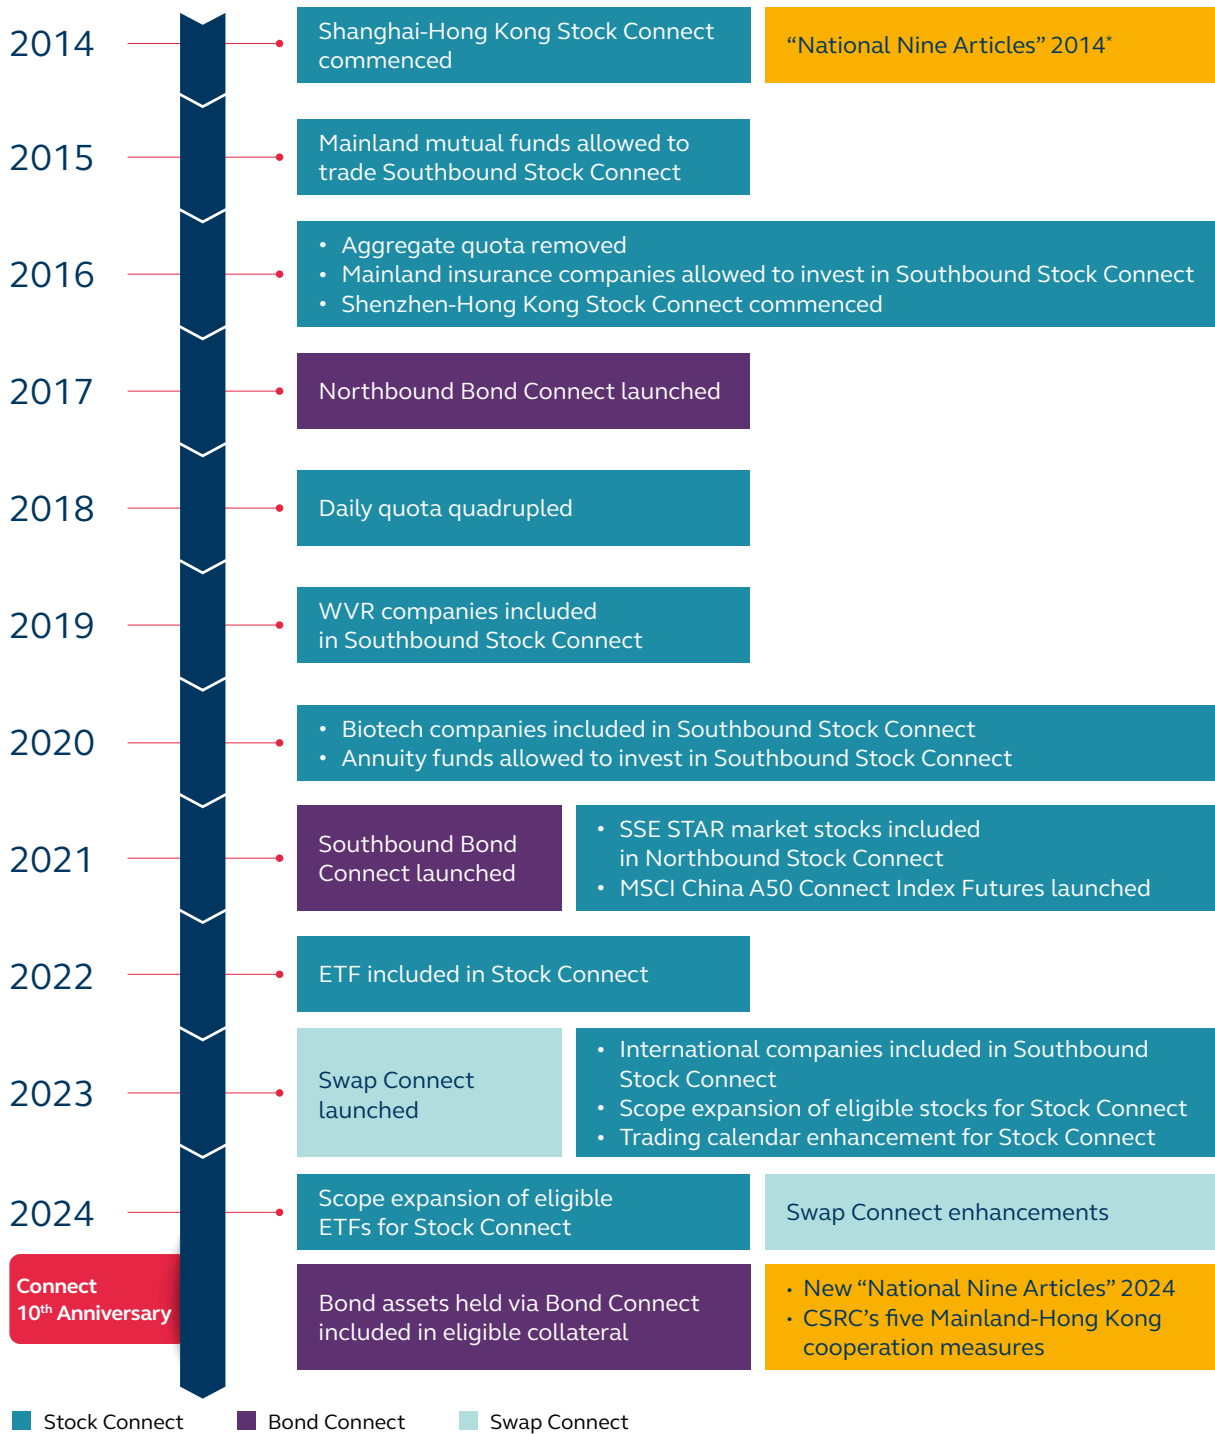 2014
Shanghai-Hong Kong Stock Connect
commenced
“National Nine Articles” 2014*
2015
Mainland mutual funds allowed to
trade Southbound Stock Connect
2016
• Aggregate quota removed
• Mainland insurance companies allowed to invest in Southbound Stock Connect
• Shenzhen-Hong Kong Stock Connect commenced
2017
Northbound Bond Connect launched
2018
Daily quota quadrupled
2019
WVR companies included
in Southbound Stock Connect
2020
• Biotech companies included in Southbound Stock Connect
• Annuity funds allowed to invest in Southbound Stock Connect
2021
Southbound Bond
Connect launched
• SSE STAR market stocks included
in Northbound Stock Connect
• MSCI China A50 Connect Index Futures launched
2022
ETF included in Stock Connect
2023
Swap Connect
launched
• International companies included in Southbound
Stock Connect
• Scope expansion of eligible stocks for Stock Connect
• Trading calendar enhancement for Stock Connect
2024
Scope expansion of eligible
ETFs for Stock Connect
Swap Connect enhancements
Connect
10th Anniversary
Bond assets held via Bond Connect
included in eligible collateral
• New “National Nine Articles” 2024
• CSRC’s five Mainland-Hong Kong
cooperation measures
Stock Connect
Bond Connect
Swap Connect